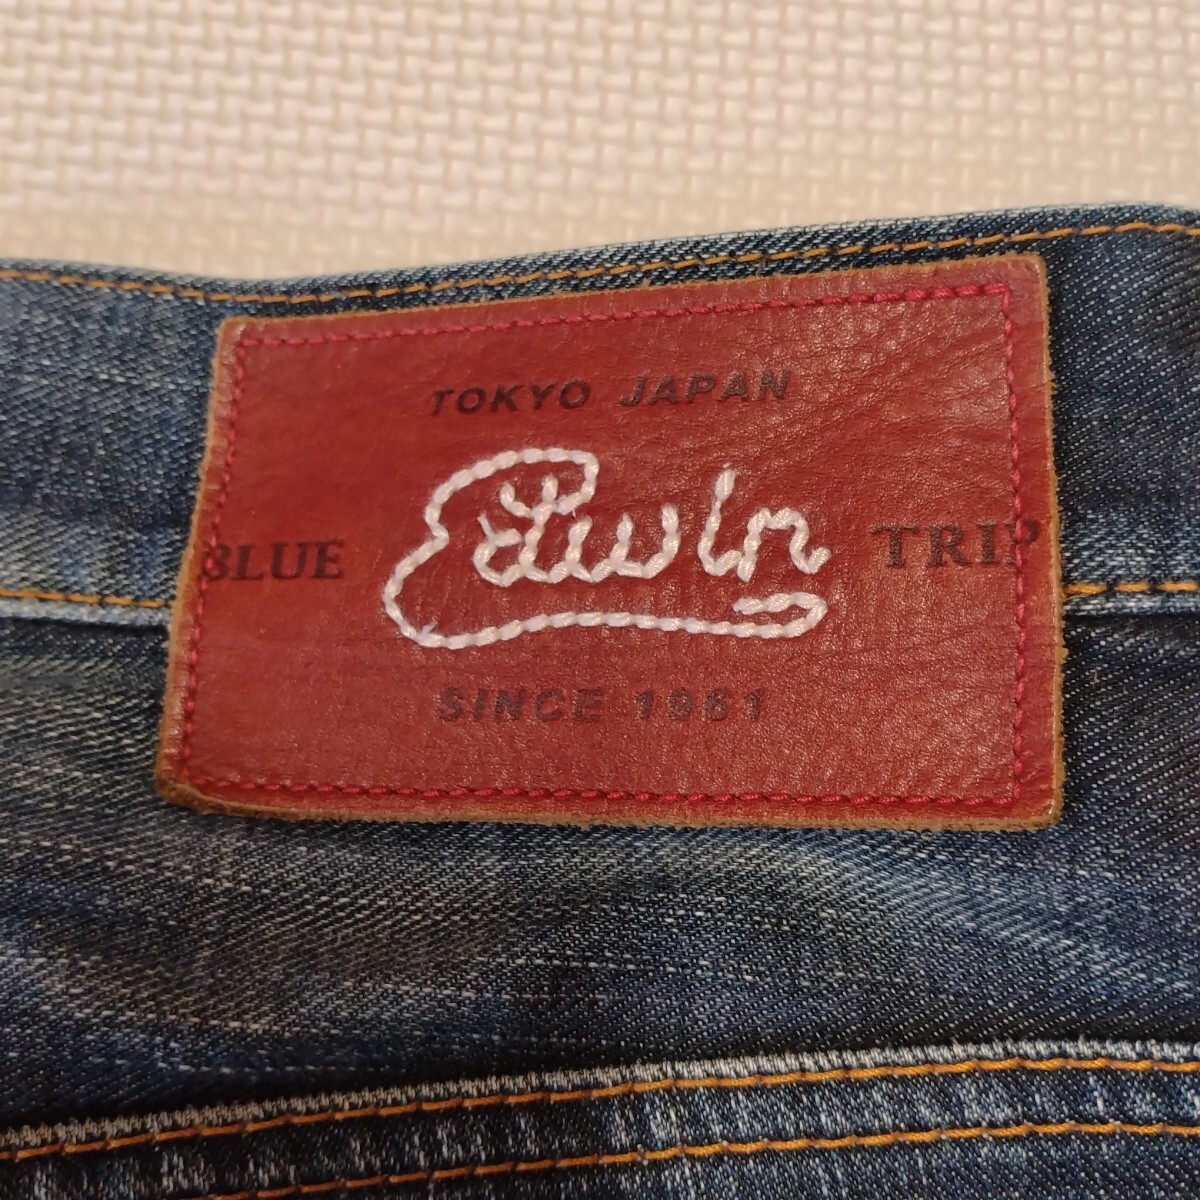 TOKYO JAPAN
BLUE Edwin TRIP
SINCE 1961